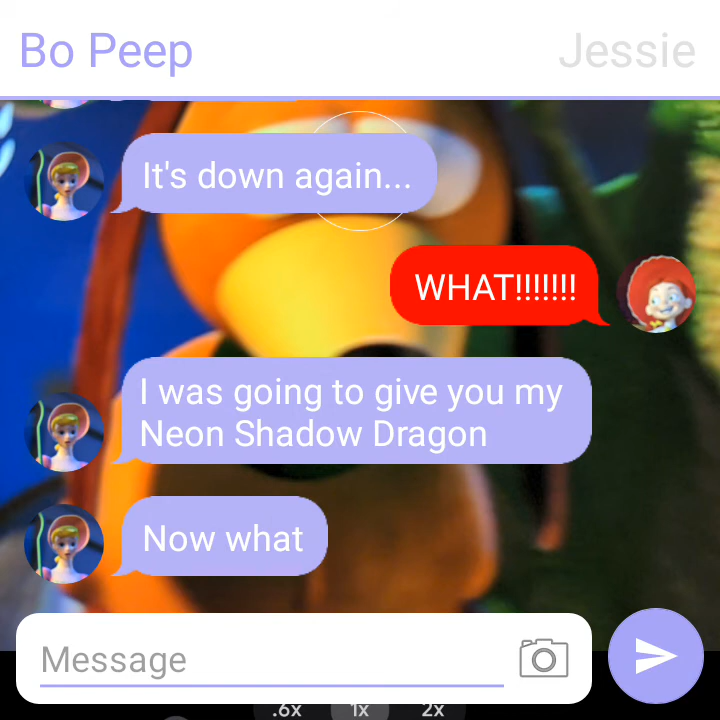 Bo Peep
Jessie
It's down again...
WHAT!!!!!!!
I was going to give you my
Neon Shadow Dragon
Now what
Message
.6x 1x 2x